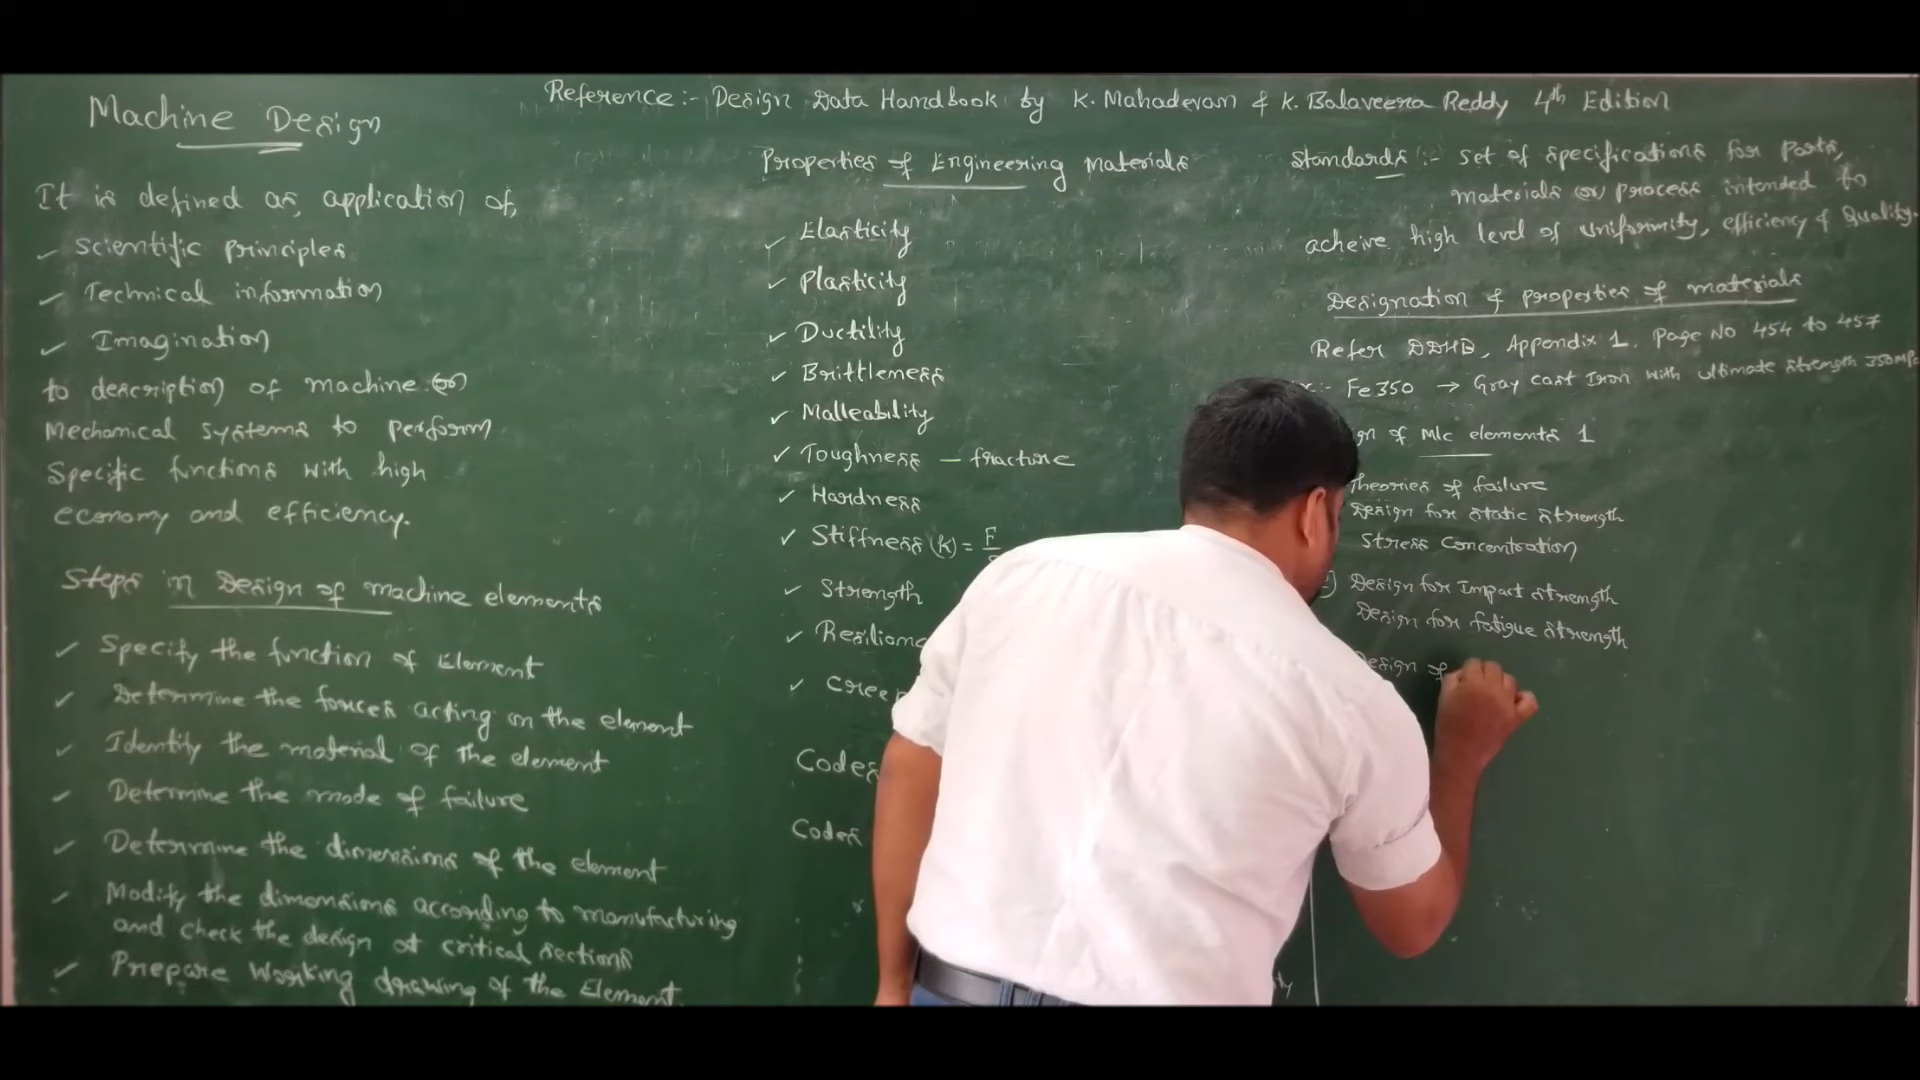 Machine Design
Reference :- Design Data Handbook by K. Mahadevan & K. Balaveera Reddy 4th Edition
It is defined as, application of,
✓ Scientific principles
✓ Technical information
✓ Imagination
to description of machine (or)
Mechanical systems to perform
Specific functions with high
economy and efficiency.
Steps in Design of machine elements
✓ Specify the function of Element
✓ Determine the forces acting on the element
✓ Identity the material of the element
✓ Determine the mode of failure
✓ Determine the dimensions of the element
✓ Modify the dimensions according to manufacturing
and check the design at critical sections
✓ Prepare Working drawing of the Element.
Properties of Engineering Materials
✓ Elasticity
✓ Plasticity
✓ Ductility
✓ Brittleness
✓ Malleability
✓ Toughness - fracture
✓ Hardness
✓ Stiffness (K) = F
✓ Strength
✓ Resilianc
✓ Creep
Codes
Codes
Standards :- set of specifications for parts,
materials (or) process intended to
acheive high level of uniformity, efficiency & Quality.
Designation & properties of materials
Refer DDHB, Appendix 1. Page No 454 to 457
:- Fe 350 → Gray Cast Iron with ultimate strength 350 MPa
gn of M/c elements 1
Theories of failure
Design for static strength
Stress Concentration
2) Design for Impact strength
Design for fatigue strength
Design of